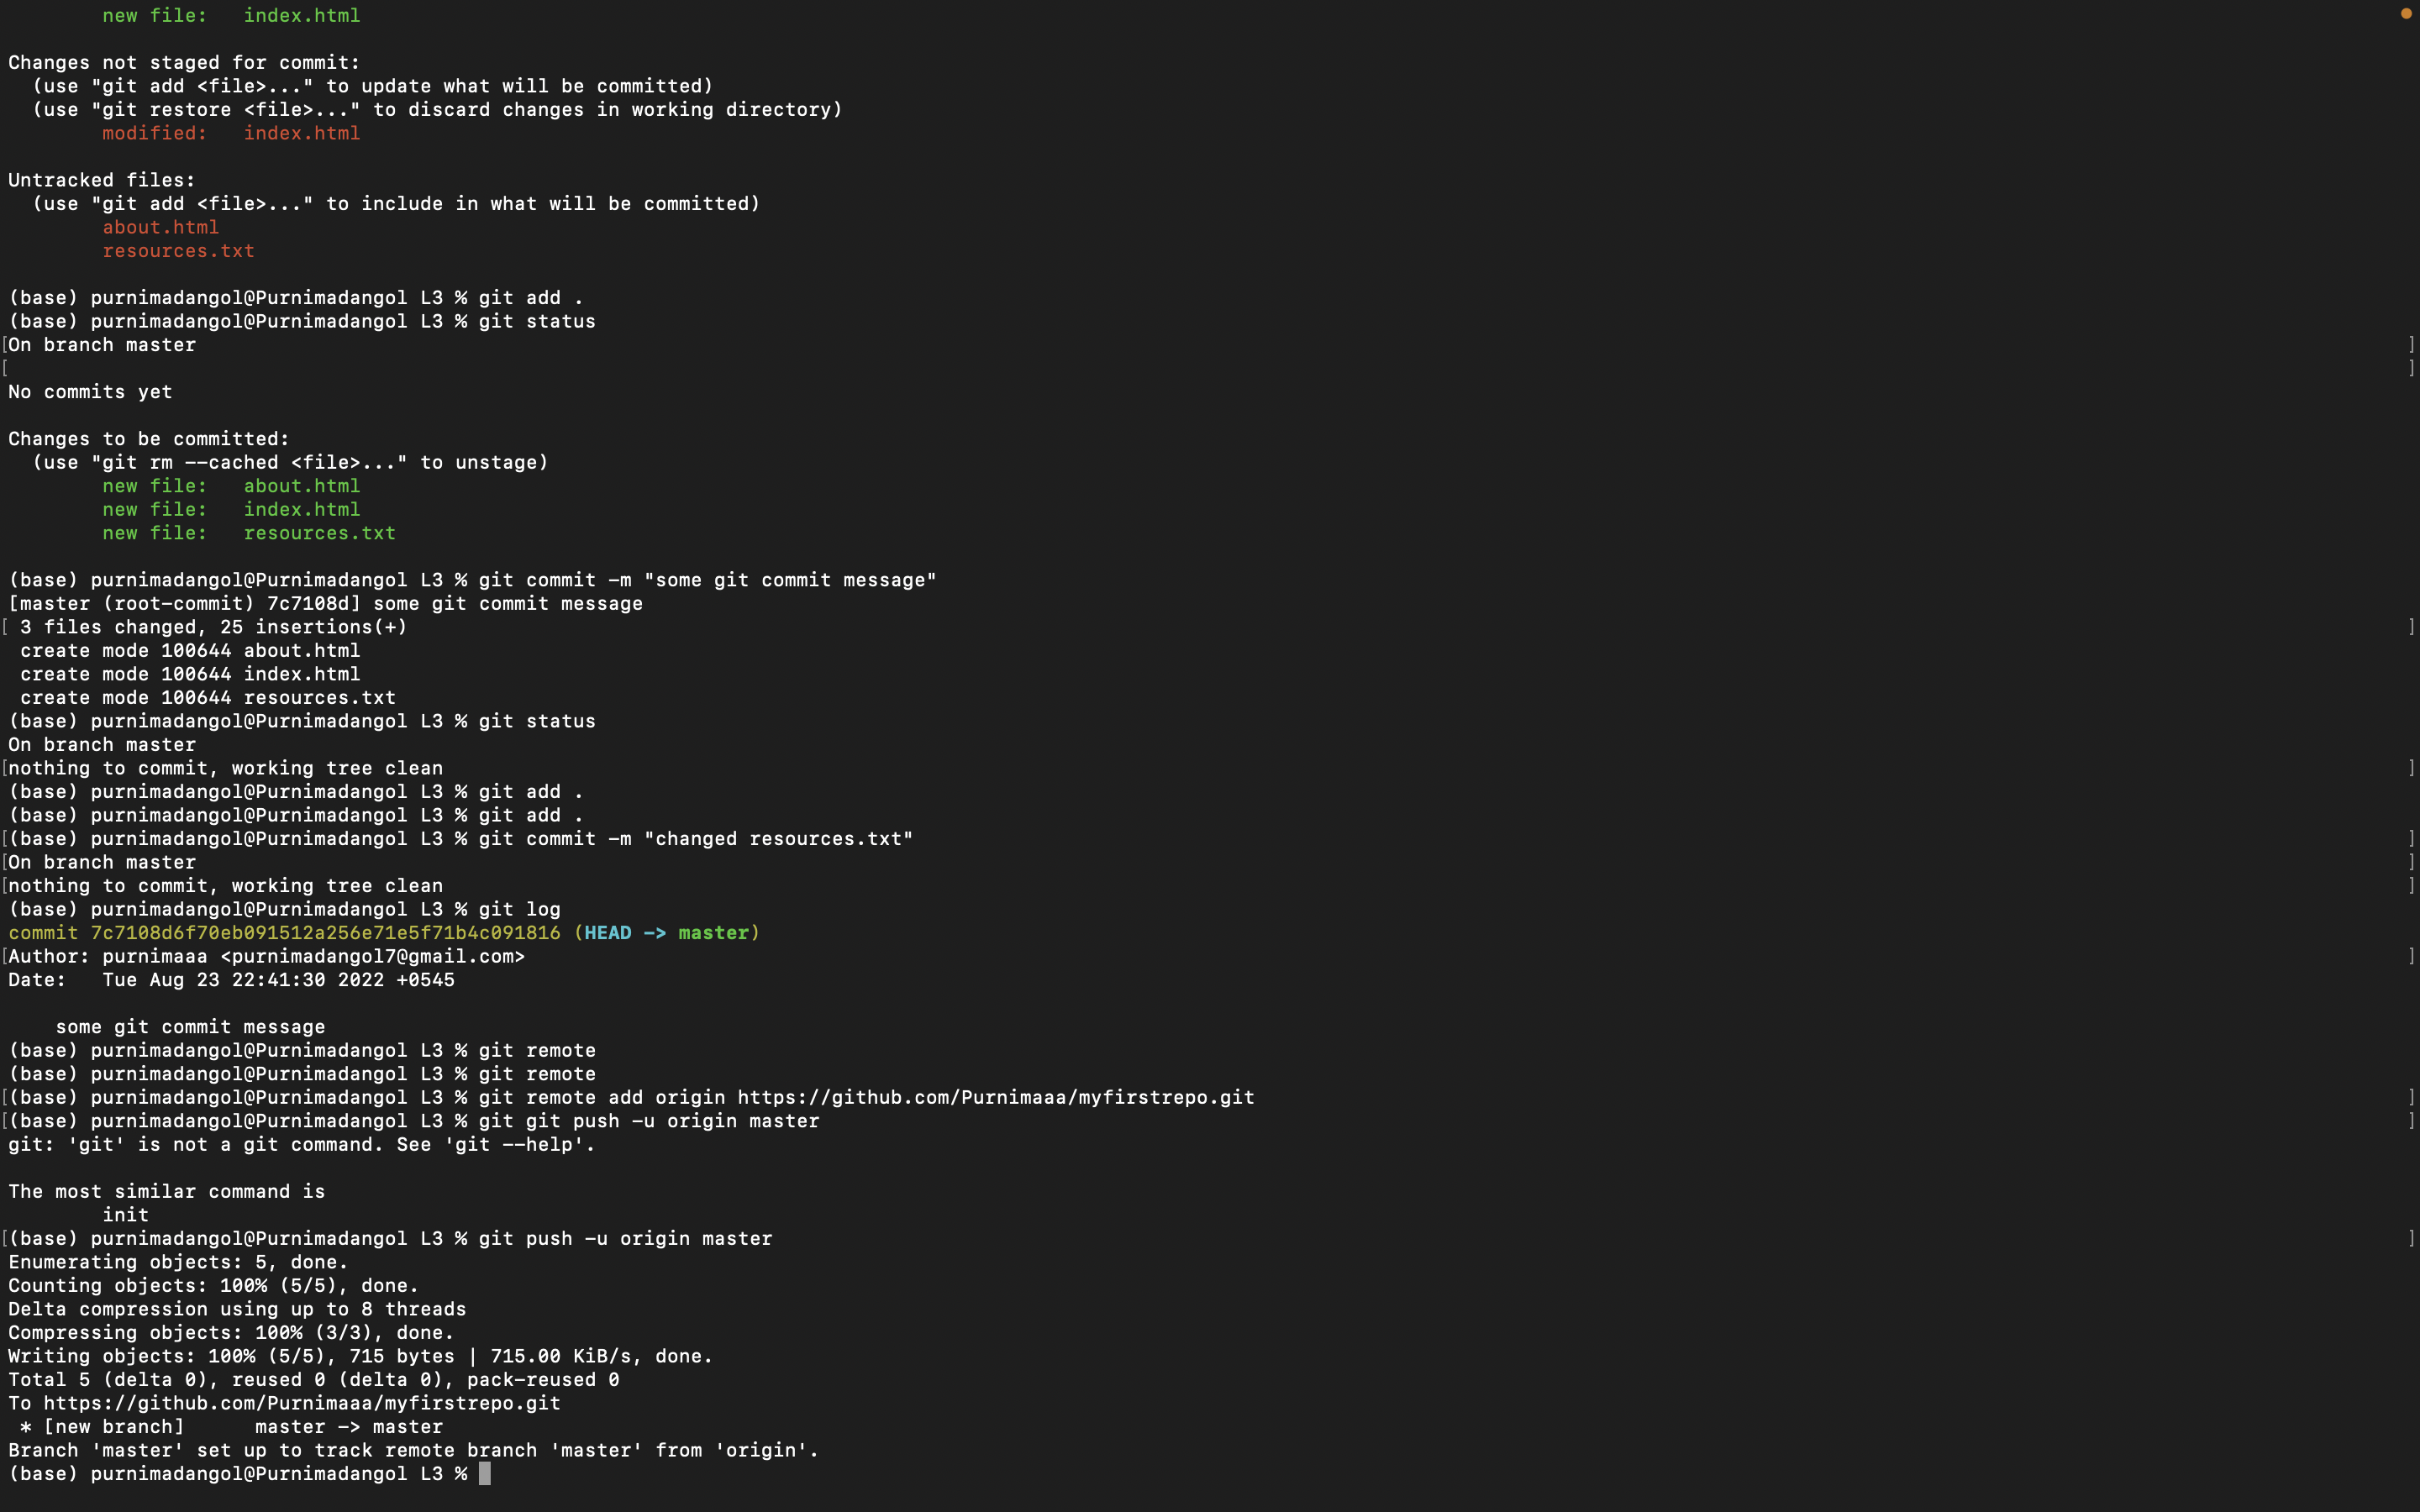 new file:   index.html
Changes not staged for commit:
(use "git add <file>..." to update what will be committed)
(use "git restore <file>..." to discard changes in working directory)
modified:   index.html
Untracked files:
(use "git add <file>..." to include in what will be committed)
about.html
resources.txt
(base) purnimadangol@Purnimadangol L3 % git add .
(base) purnimadangol@Purnimadangol L3 % git status
[On branch master ]
[ ]
No commits yet
Changes to be committed:
(use "git rm --cached <file>..." to unstage)
new file:   about.html
new file:   index.html
new file:   resources.txt
(base) purnimadangol@Purnimadangol L3 % git commit -m "some git commit message"
[master (root-commit) 7c7108d] some git commit message
[ 3 files changed, 25 insertions(+) ]
create mode 100644 about.html
create mode 100644 index.html
create mode 100644 resources.txt
(base) purnimadangol@Purnimadangol L3 % git status
On branch master
[nothing to commit, working tree clean ]
(base) purnimadangol@Purnimadangol L3 % git add .
(base) purnimadangol@Purnimadangol L3 % git add .
[(base) purnimadangol@Purnimadangol L3 % git commit -m "changed resources.txt" ]
[On branch master ]
[nothing to commit, working tree clean ]
(base) purnimadangol@Purnimadangol L3 % git log
commit 7c7108d6f70eb091512a256e71e5f71b4c091816 (HEAD -> master)
[Author: purnimaaa <purnimadangol7@gmail.com> ]
Date:   Tue Aug 23 22:41:30 2022 +0545
some git commit message
(base) purnimadangol@Purnimadangol L3 % git remote
(base) purnimadangol@Purnimadangol L3 % git remote
[(base) purnimadangol@Purnimadangol L3 % git remote add origin https://github.com/Purnimaaa/myfirstrepo.git ]
[(base) purnimadangol@Purnimadangol L3 % git git push -u origin master ]
git: 'git' is not a git command. See 'git --help'.
The most similar command is
init
[(base) purnimadangol@Purnimadangol L3 % git push -u origin master ]
Enumerating objects: 5, done.
Counting objects: 100% (5/5), done.
Delta compression using up to 8 threads
Compressing objects: 100% (3/3), done.
Writing objects: 100% (5/5), 715 bytes | 715.00 KiB/s, done.
Total 5 (delta 0), reused 0 (delta 0), pack-reused 0
To https://github.com/Purnimaaa/myfirstrepo.git
* [new branch]      master -> master
Branch 'master' set up to track remote branch 'master' from 'origin'.
(base) purnimadangol@Purnimadangol L3 %